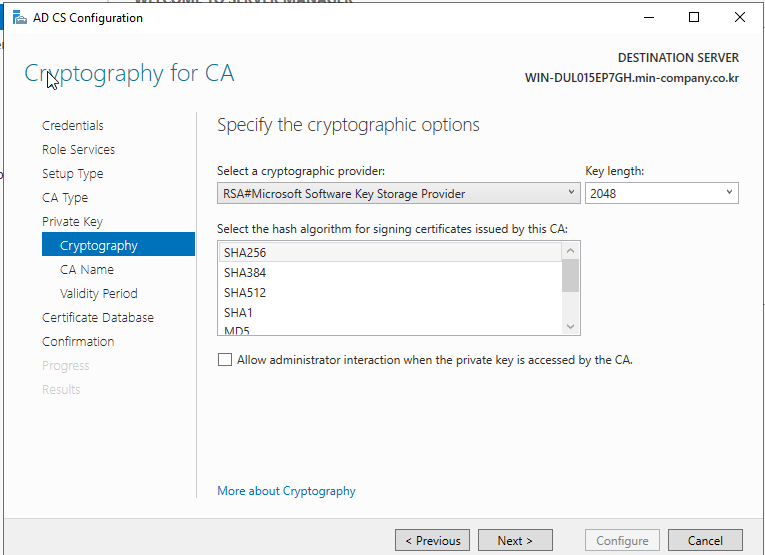 AD CS Configuration
Cryptography for CA
DESTINATION SERVER
WIN-DUL015EP7GH.min-company.co.kr
Credentials
Role Services
Setup Type
CA Type
Private Key
Cryptography
CA Name
Validity Period
Certificate Database
Confirmation
Progress
Results
Specify the cryptographic options
Select a cryptographic provider:
Key length:
RSA#Microsoft Software Key Storage Provider
2048
Select the hash algorithm for signing certificates issued by this CA:
SHA256
SHA384
SHA512
SHA1
MD5
Allow administrator interaction when the private key is accessed by the CA.
More about Cryptography
< Previous
Next >
Configure
Cancel